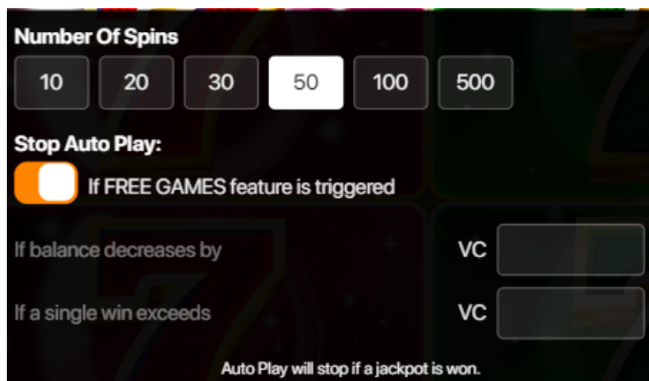 Number Of Spins
10 20 30 50 100 500
Stop Auto Play:
If FREE GAMES feature is triggered
If balance decreases by VC
If a single win exceeds VC
Auto Play will stop if a jackpot is won.